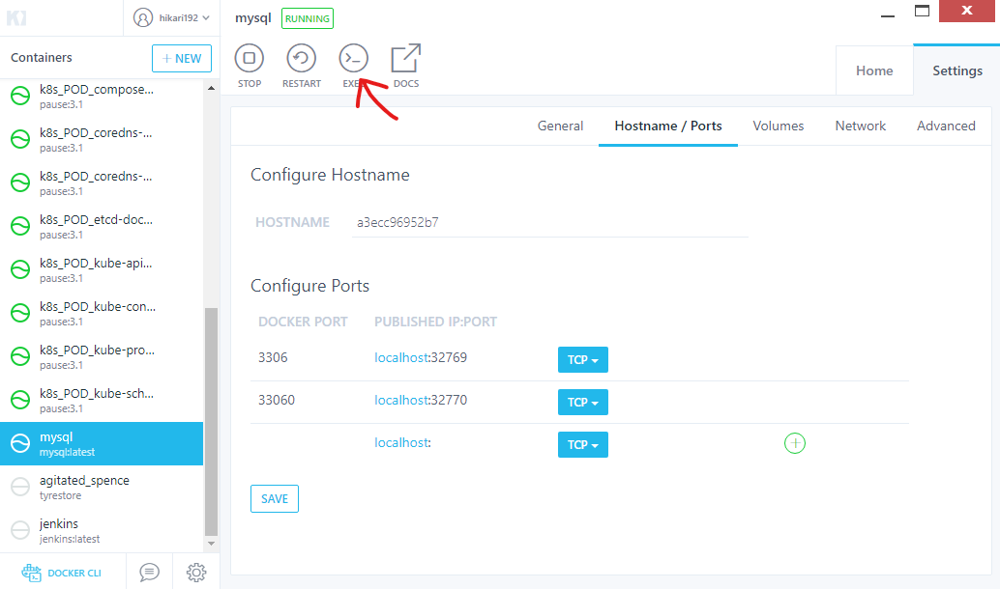 KI
hikari192
Containers
+ NEW
k8s_POD_compose...
pause:3.1
k8s_POD_coredns-...
pause:3.1
k8s_POD_coredns-...
pause:3.1
k8s_POD_etcd-doc...
pause:3.1
k8s_POD_kube-api...
pause:3.1
k8s_POD_kube-con...
pause:3.1
k8s_POD_kube-pro...
pause:3.1
k8s_POD_kube-sch...
pause:3.1
mysql
mysql:latest
agitated_spence
tyrestore
jenkins
jenkins:latest
DOCKER CLI
mysql RUNNING
STOP RESTART EXEC DOCS
Home Settings
General Hostname / Ports Volumes Network Advanced
Configure Hostname
HOSTNAME a3ecc96952b7
Configure Ports
DOCKER PORT PUBLISHED IP:PORT
3306 localhost:32769 TCP
33060 localhost:32770 TCP
localhost: TCP
SAVE